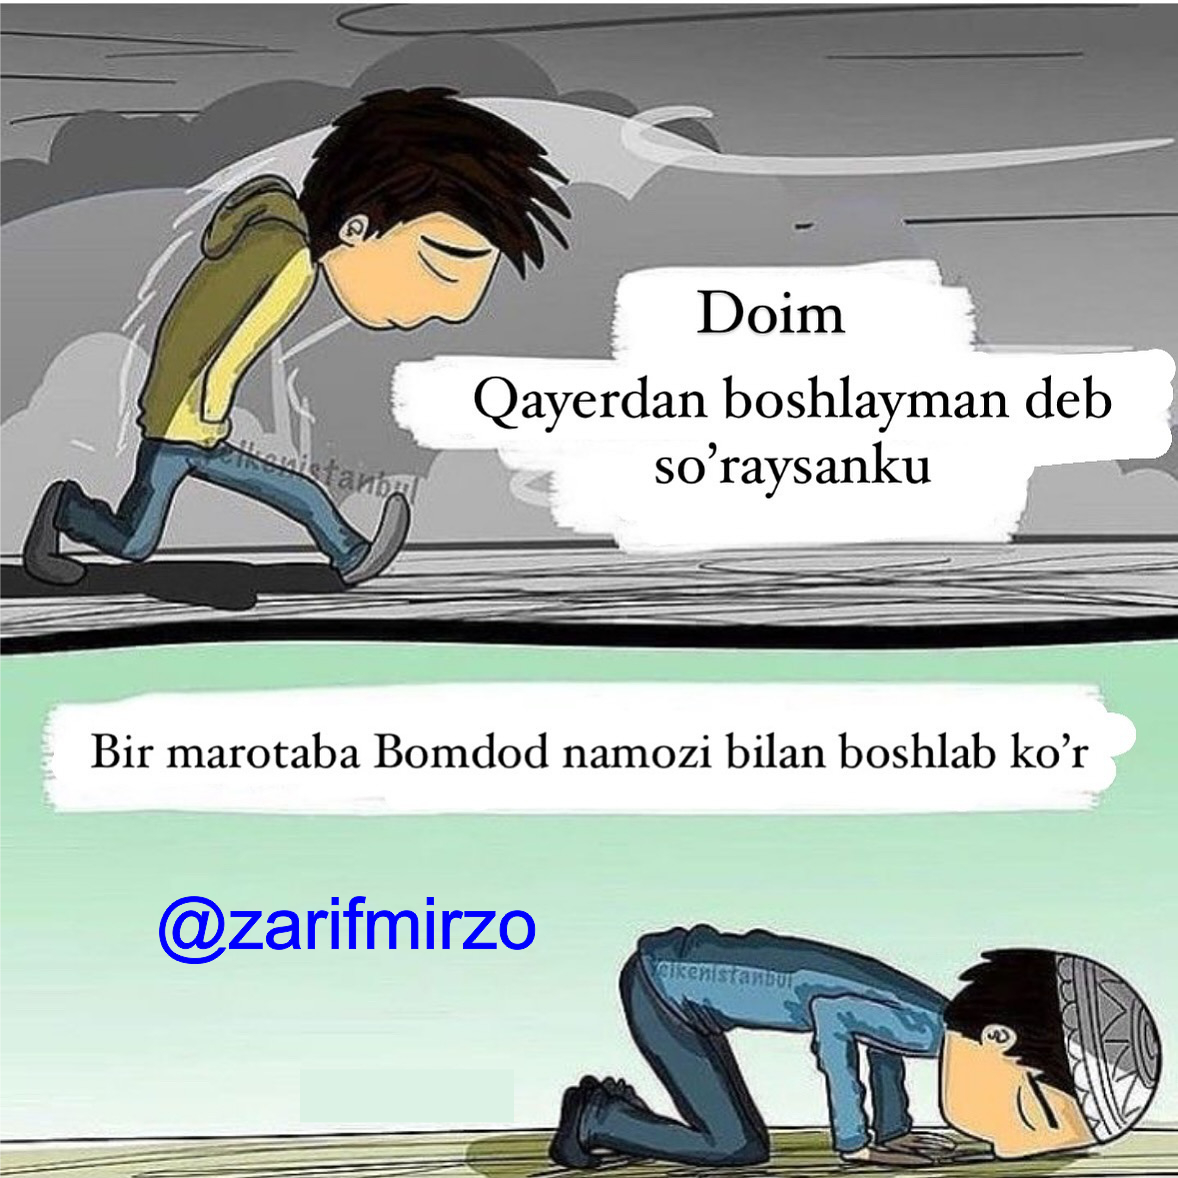 Doim
Qayerdan boshlayman deb
so’raysanku
Bir marotaba Bomdod namozi bilan boshlab ko’r
@zarifmirzo